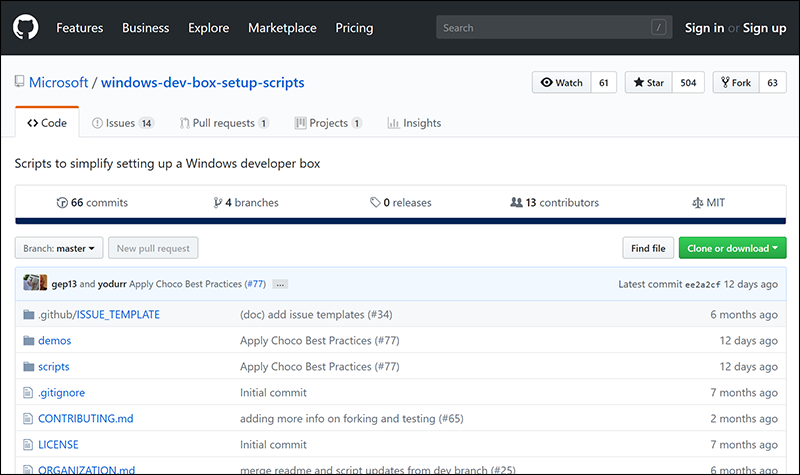 Features Business Explore Marketplace Pricing Search / Sign in or Sign up
Microsoft / windows-dev-box-setup-scripts Watch 61 Star 504 Fork 63
Code Issues 14 Pull requests 1 Projects 1 Insights
Scripts to simplify setting up a Windows developer box
66 commits 4 branches 0 releases 13 contributors MIT
Branch: master New pull request Find file Clone or download
gep13 and yodurr Apply Choco Best Practices (#77) ... Latest commit ee2a2cf 12 days ago
.github/ISSUE_TEMPLATE (doc) add issue templates (#34) 6 months ago
demos Apply Choco Best Practices (#77) 12 days ago
scripts Apply Choco Best Practices (#77) 12 days ago
.gitignore Initial commit 7 months ago
CONTRIBUTING.md adding more info on forking and testing (#65) 2 months ago
LICENSE Initial commit 7 months ago
ORGANIZATION.md merge readme and script updates from dev branch (#25) 6 months ago